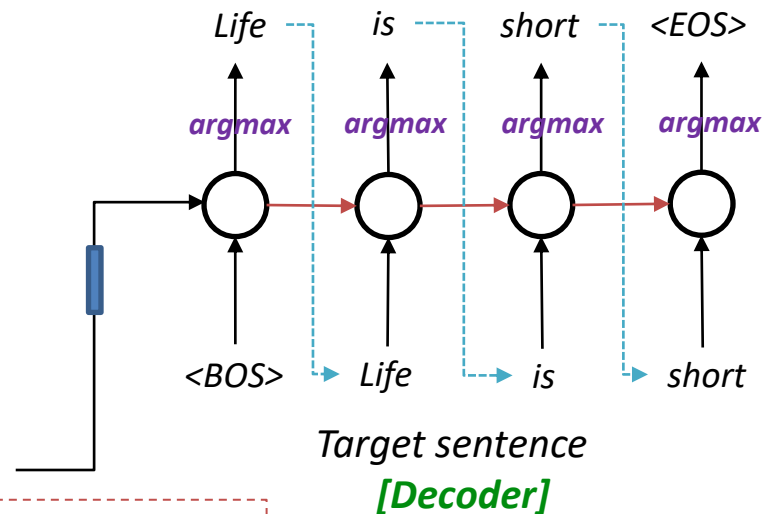 Life is short <EOS>
argmax argmax argmax argmax
<BOS> Life is short
Target sentence
[Decoder]